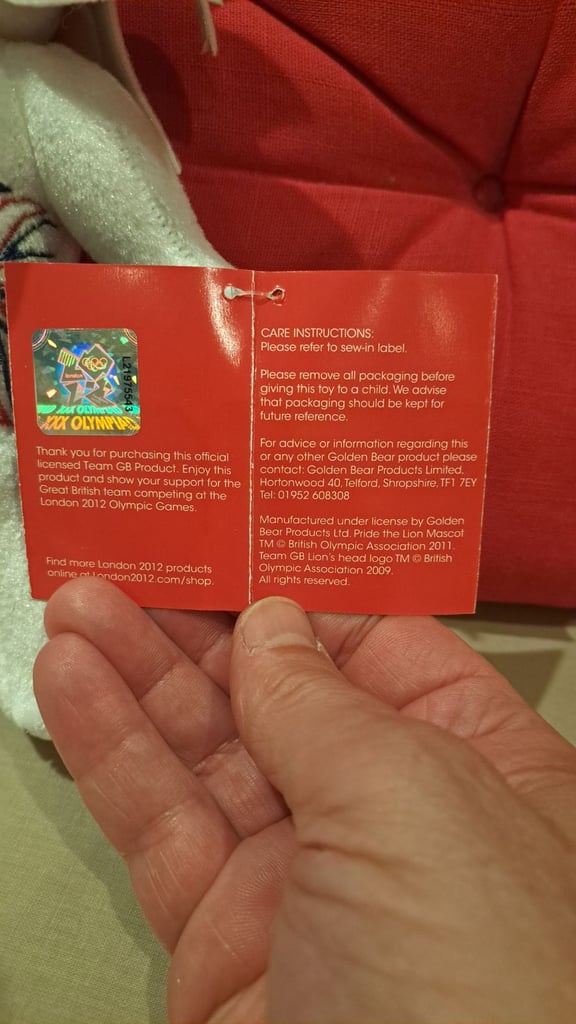 london
L21975543
XXX OLYMPIAD
XXX OLYMPIAD
Thank you for purchasing this official
licensed Team GB Product. Enjoy this
product and show your support for the
Great British team competing at the
London 2012 Olympic Games.
Find more London 2012 products
online at London2012.com/shop.
CARE INSTRUCTIONS:
Please refer to sew-in label.
Please remove all packaging before
giving this toy to a child. We advise
that packaging should be kept for
future reference.
For advice or information regarding this
or any other Golden Bear product please
contact: Golden Bear Products Limited,
Hortonwood 40, Telford, Shropshire, TF1 7EY
Tel: 01952 608308
Manufactured under license by Golden
Bear Products Ltd. Pride the Lion Mascot
TM © British Olympic Association 2011.
Team GB Lion's head logo TM © British
Olympic Association 2009.
All rights reserved.